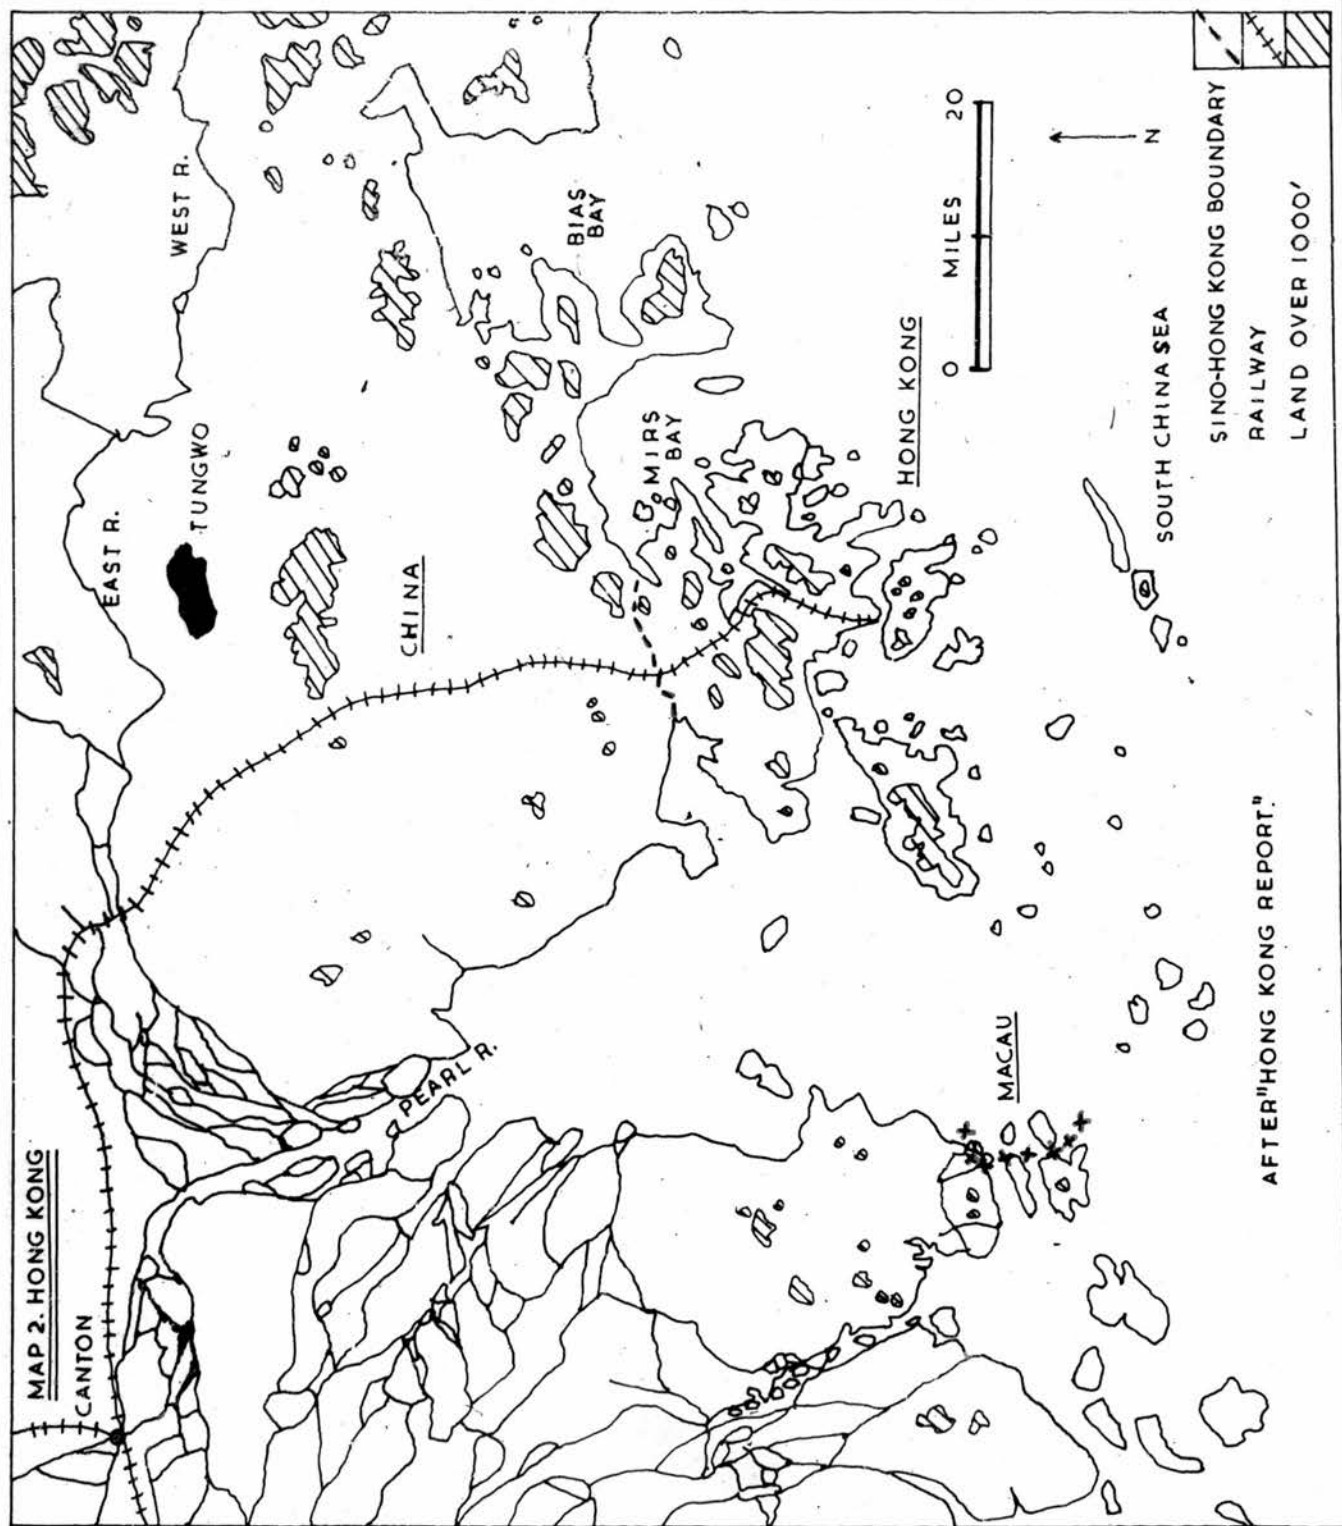 MAP 2. HONG KONG
CANTON
EAST R.
WEST R.
TUNGWO
CHINA
PEARL R.
BIAS
BAY
MIRS
BAY
HONG KONG
MACAU
0 MILES 20
N
SOUTH CHINA SEA
SINO-HONG KONG BOUNDARY
RAILWAY
LAND OVER 1000'
AFTER "HONG KONG REPORT."